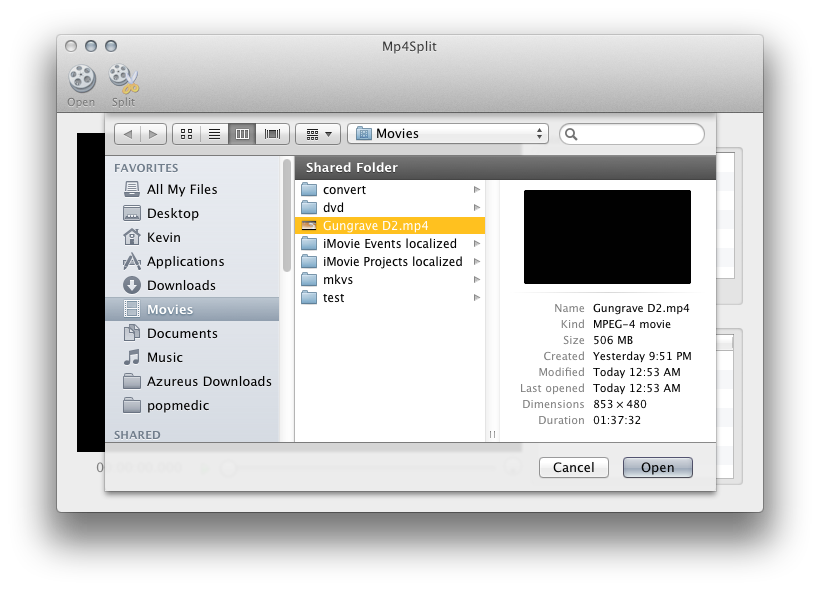 Mp4Split
Open Split
Movies
FAVORITES
All My Files
Desktop
Kevin
Applications
Downloads
Movies
Documents
Music
Azureus Downloads
popmedic
SHARED
Shared Folder
convert
dvd
Gungrave D2.mp4
iMovie Events localized
iMovie Projects localized
mkvs
test
Name Gungrave D2.mp4
Kind MPEG-4 movie
Size 506 MB
Created Yesterday 9:51 PM
Modified Today 12:53 AM
Last opened Today 12:53 AM
Dimensions 853 × 480
Duration 01:37:32
Cancel Open